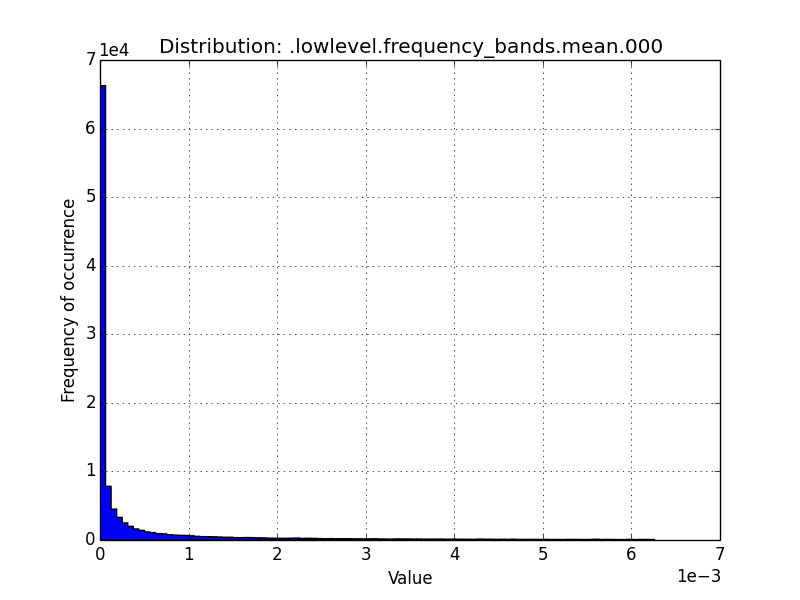 Distribution: .lowlevel.frequency_bands.mean.000
1e4
7
6
5
4
3
2
1
0
Frequency of occurrence
0 1 2 3 4 5 6 7
Value
1e−3